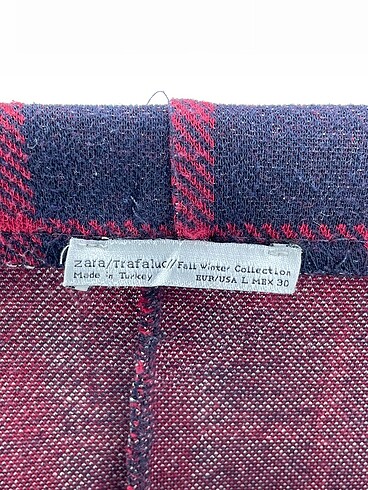 zara/Trafaluc//Fall Winter Collection
Made in Turkey EUR/USA L MEX 30